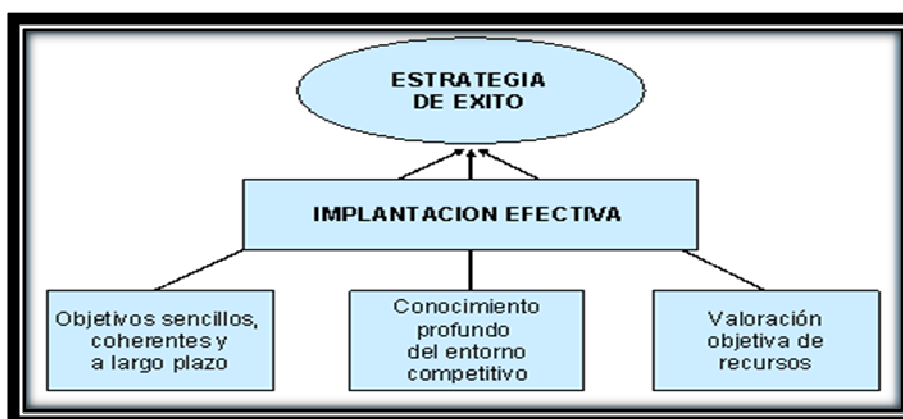 ESTRATEGIA
DE EXITO
IMPLANTACION EFECTIVA
Objetivos sencillos,
coherentes y
a largo plazo
Conocimiento
profundo
del entorno
competitivo
Valoración
objetiva de
recursos